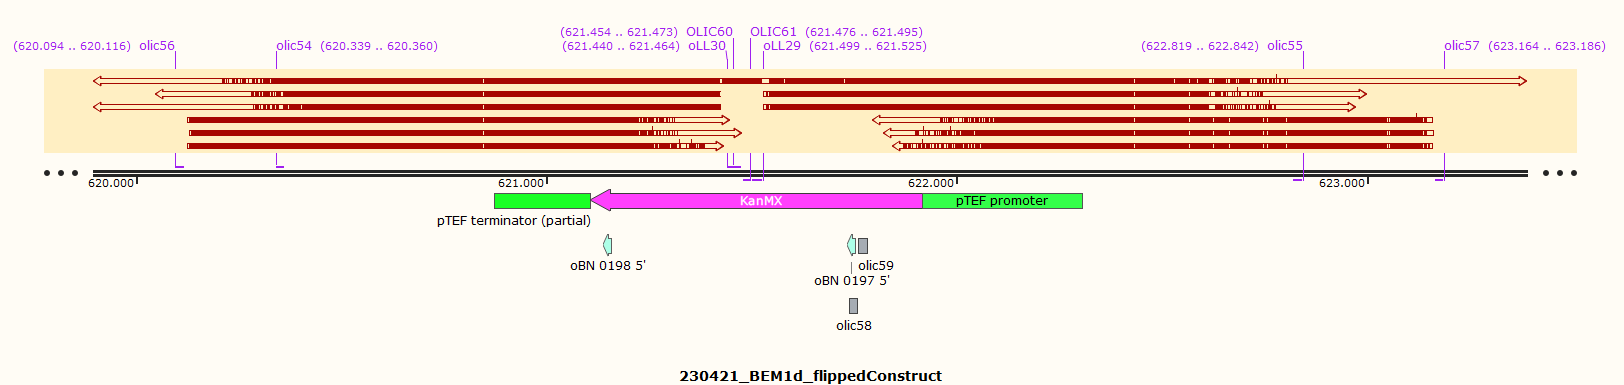 (621.454 .. 621.473) OLIC60 OLIC61 (621.476 .. 621.495)
(620.094 .. 620.116) olic56 olic54 (620.339 .. 620.360) (621.440 .. 621.464) oLL30 oLL29 (621.499 .. 621.525) (622.819 .. 622.842) olic55 olic57 (623.164 .. 623.186)
620.000 621.000 622.000 623.000
KanMX pTEF promoter
pTEF terminator (partial)
oBN 0198 5' olic59
oBN 0197 5'
olic58
230421_BEM1d_flippedConstruct